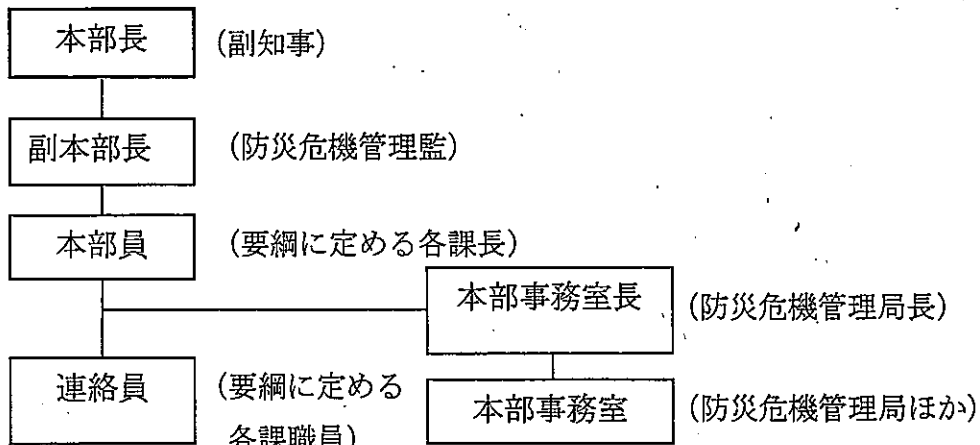 本部長 (副知事)
副本部長 (防災危機管理監)
本部員 (要綱に定める各課長)
本部事務室長 (防災危機管理局長)
連絡員 (要綱に定める
各課職員)
本部事務室 (防災危機管理局ほか)